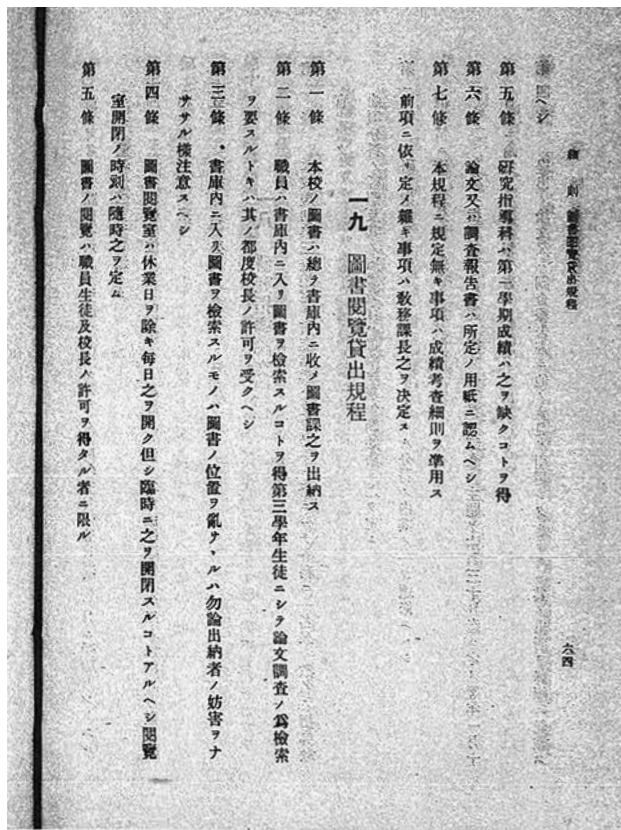 細則 圖書閲覽貸出規程
六四
第五條 研究指導科ハ第一學期成績ハ之ヲ缺クコトヲ得
第六條 論文又ハ調査報告書ハ所定ノ用紙ニ認ムヘシ
第七條 本規程ニ規定無キ事項ハ成績考査細則ヲ準用ス
前項ニ依リ定メ難キ事項ハ敎務課長之ヲ決定ス
一九 圖書閲覽貸出規程
第一條 本校ノ圖書ハ總テ書庫内ニ收メ圖書課之ヲ出納ス
第二條 職員ハ書庫内ニ入リ圖書ヲ檢索スルコトヲ得第三學年生徒ニシテ論文調査ノ爲檢索
ヲ要スルトキハ其ノ都度校長ノ許可ヲ受クヘシ
第三條 書庫内ニ入リ圖書ヲ檢索スルモノハ圖書ノ位置ヲ亂サヽルハ勿論出納者ノ妨害ヲナ
ササル樣注意スヘシ
第四條 圖書閲覽室ハ休業日ヲ除キ毎日之ヲ開ク但シ臨時ニ之ヲ開閉スルコトアルヘシ閲覽
室開閉ノ時刻ハ隨時之ヲ定ム
第五條 圖書ノ閲覽ハ職員生徒及校長ノ許可ヲ得タル者ニ限ル